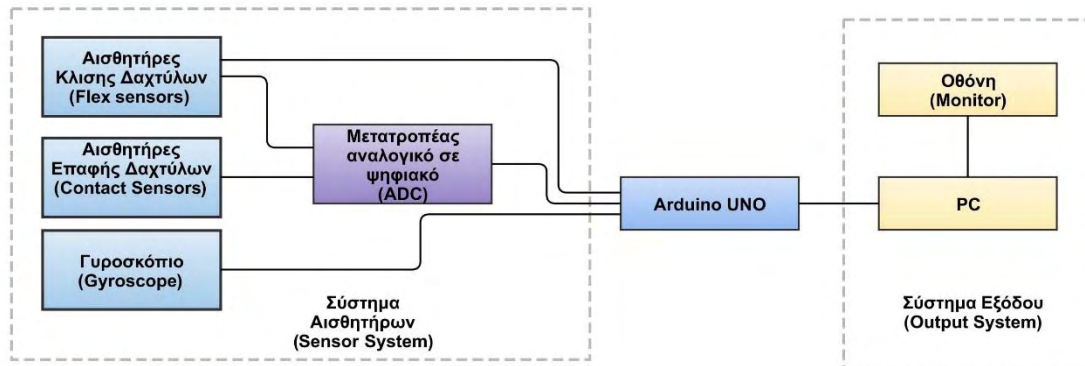 Αισθητήρες
Κλισης Δαχτύλων
(Flex sensors)
Αισθητήρες
Επαφής Δαχτύλων
(Contact Sensors)
Γυροσκόπιο
(Gyroscope)
Μετατροπέας
αναλογικό σε
ψηφιακό
(ADC)
Σύστημα
Αισθητήρων
(Sensor System)
Arduino UNO
Οθόνη
(Monitor)
PC
Σύστημα Εξόδου
(Output System)